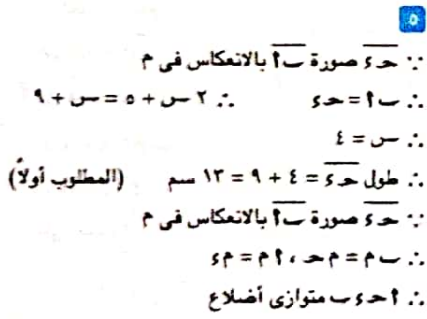 ٥
∵ حـ ء صورة ب أ بالانعكاس فى م
∴ ب أ = حـ ء ∴ ٢ س + ٥ = س + ٩
∴ س = ٤
∴ طول حـ ء = ٤ + ٩ = ١٣ سم (المطلوب أولاً)
∵ حـ ء صورة ب أ بالانعكاس فى م
∴ ب م = م حـ ، أ م = م ء
∴ أ حـ ء ب متوازى أضلاع